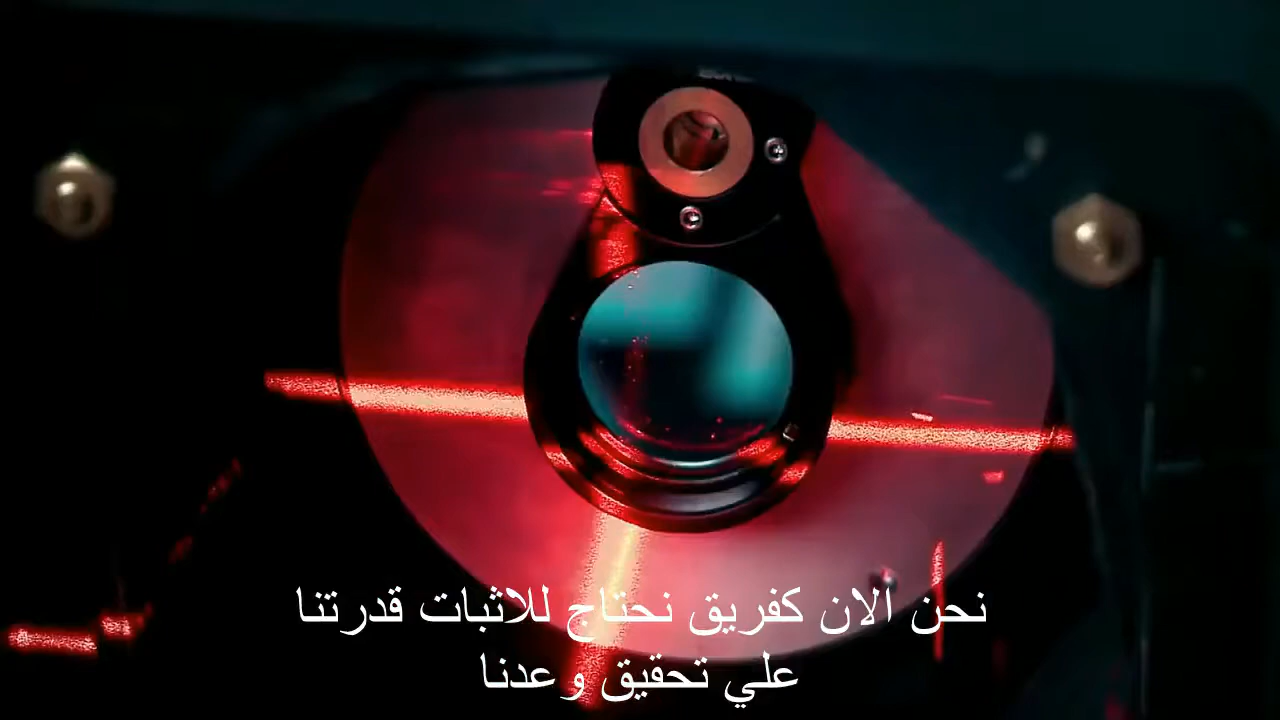 نحن الان كفريق نحتاج للاثبات قدرتنا
علي تحقيق وعدنا